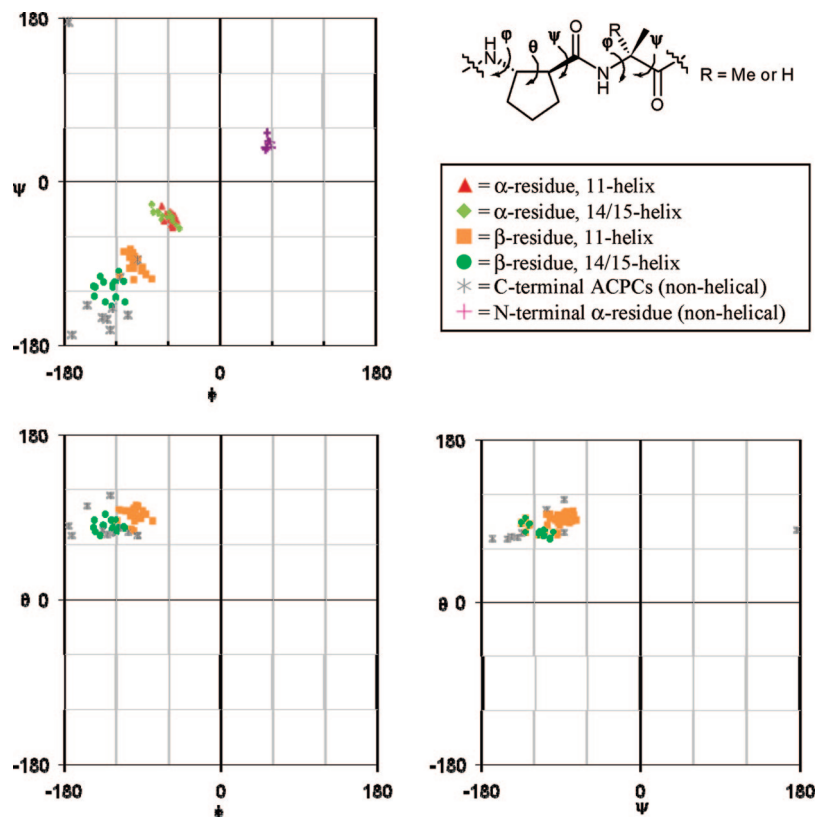 180
ψ 0
-180
-180 0 180
ϕ
H
N
φ
θ
ψ
O
N
H
R
φ
ψ
O
R = Me or H
= α-residue, 11-helix
= α-residue, 14/15-helix
= β-residue, 11-helix
= β-residue, 14/15-helix
= C-terminal ACPCs (non-helical)
= N-terminal α-residue (non-helical)
180
θ 0
-180
-180 0 180
ϕ
180
θ 0
-180
-180 0 180
ψ